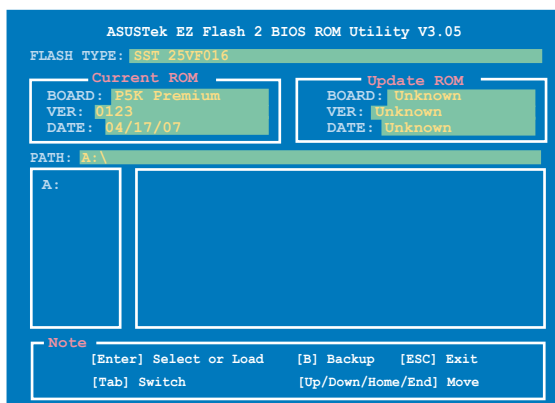 ASUSTek EZ Flash 2 BIOS ROM Utility V3.05
FLASH TYPE: SST 25VF016
Current ROM
BOARD: P5K Premium
VER: 0123
DATE: 04/17/07
Update ROM
BOARD: Unknown
VER: Unknown
DATE: Unknown
PATH: A:\
A:
Note
[Enter] Select or Load [B] Backup [ESC] Exit
[Tab] Switch [Up/Down/Home/End] Move